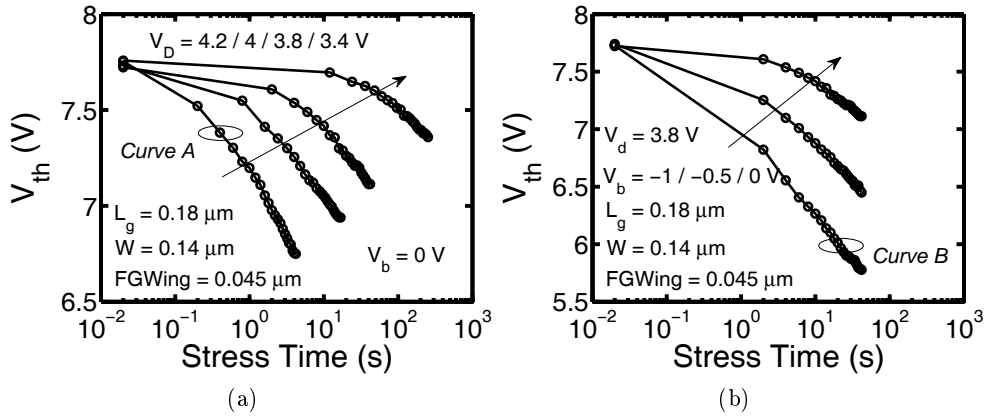 (a)
V_D = 4.2 / 4 / 3.8 / 3.4 V
8
7.5
7
6.5
V_th (V)
Curve A
L_g = 0.18 μm
W = 0.14 μm
V_b = 0 V
FGWing = 0.045 μm
10^−2 10^−1 10^0 10^1 10^2 10^3
Stress Time (s)
(a)
(b)
8
7.5
7
6.5
6
5.5
V_th (V)
V_d = 3.8 V
V_b = −1 / −0.5 / 0 V
L_g = 0.18 μm
W = 0.14 μm
Curve B
FGWing = 0.045 μm
10^−2 10^0 10^1 10^2 10^3
Stress Time (s)
(b)